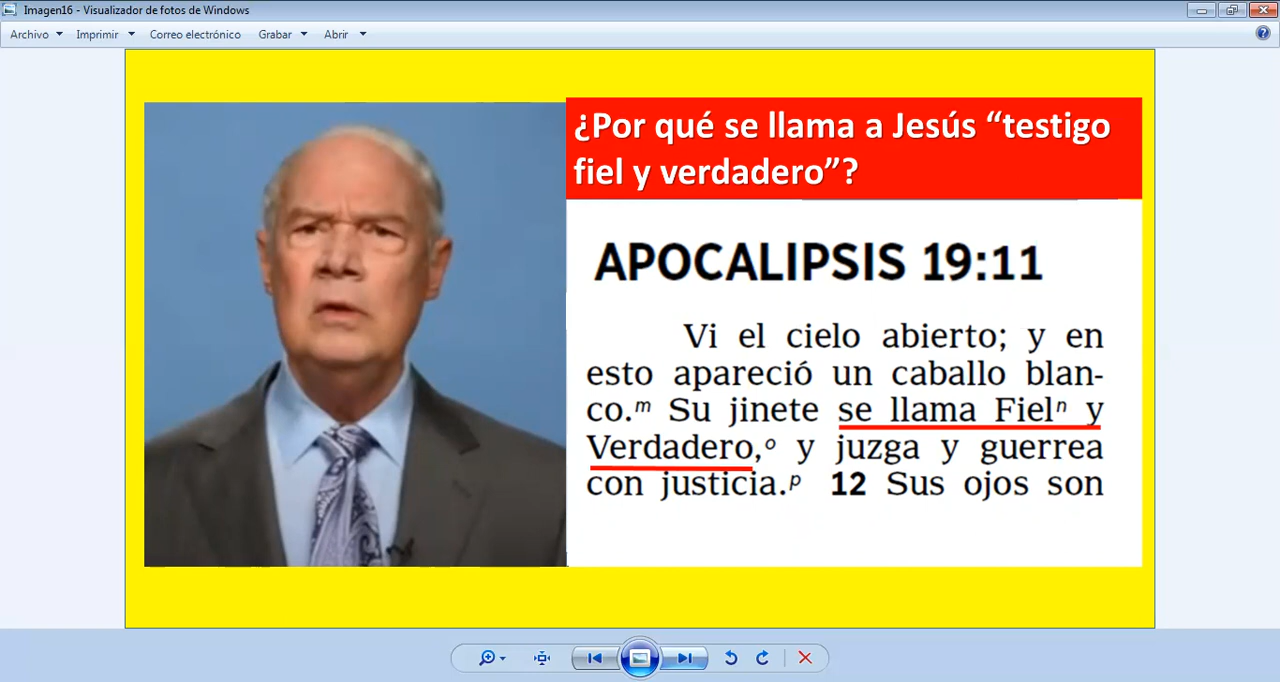 Imagen16 - Visualizador de fotos de Windows
Archivo Imprimir Correo electrónico Grabar Abrir
¿Por qué se llama a Jesús “testigo
fiel y verdadero”?
APOCALIPSIS 19:11
Vi el cielo abierto; y en
esto apareció un caballo blan-
co.ᵐ Su jinete se llama Fielⁿ y
Verdadero,ᵒ y juzga y guerrea
con justicia.ᵖ 12 Sus ojos son